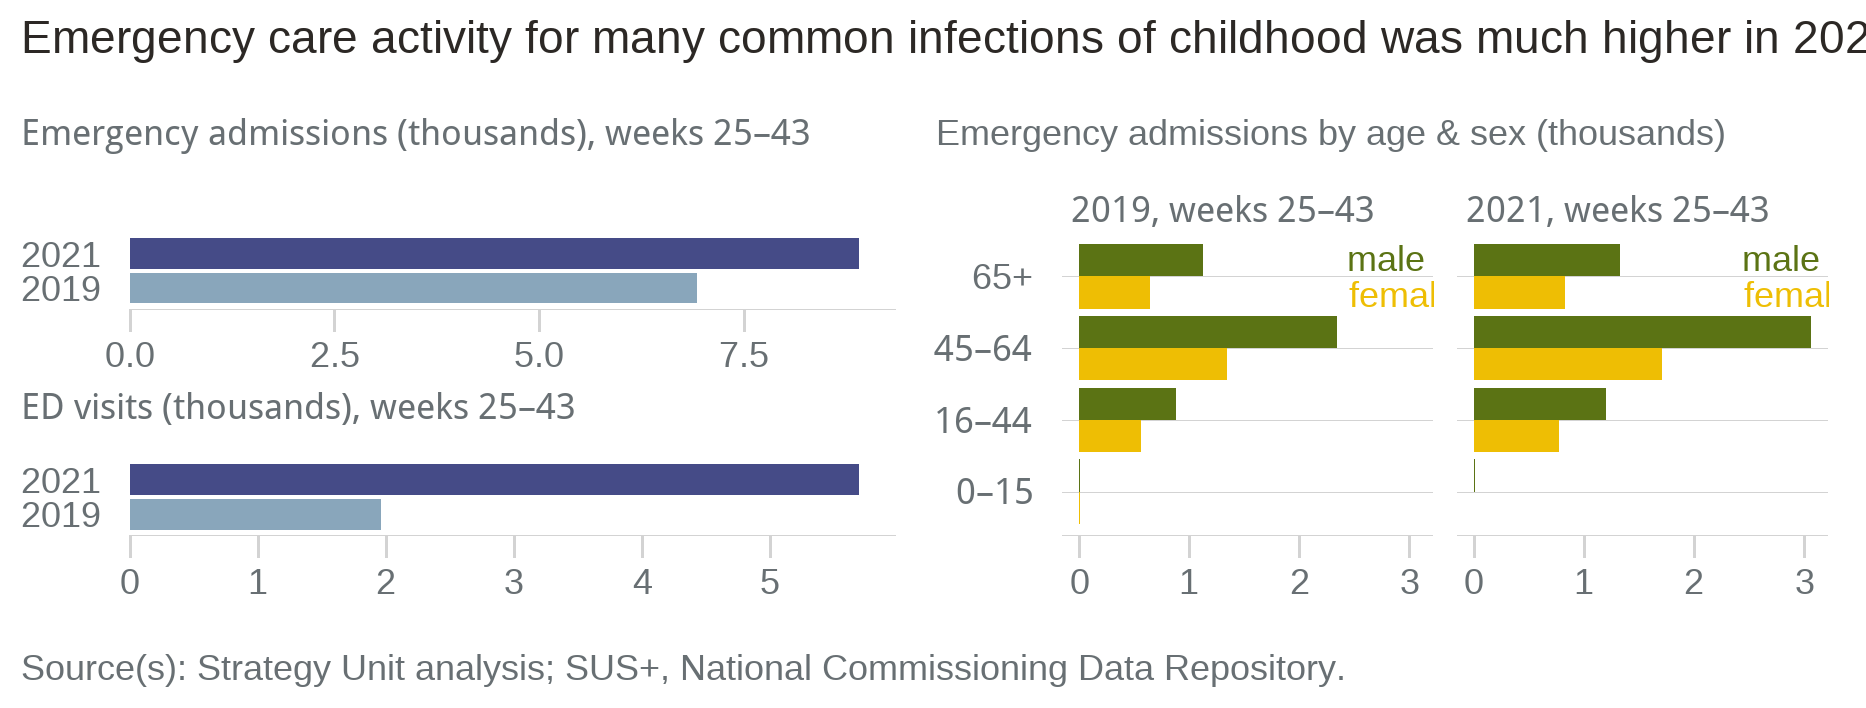 Emergency care activity for many common infections of childhood was much higher in 202
Emergency admissions (thousands), weeks 25–43
2021
2019
0.0 2.5 5.0 7.5
ED visits (thousands), weeks 25–43
2021
2019
0 1 2 3 4 5
Emergency admissions by age & sex (thousands)
2019, weeks 25–43 2021, weeks 25–43
male male
65+
femal femal
45–64
16–44
0–15
0 1 2 3 0 1 2 3
Source(s): Strategy Unit analysis; SUS+, National Commissioning Data Repository.